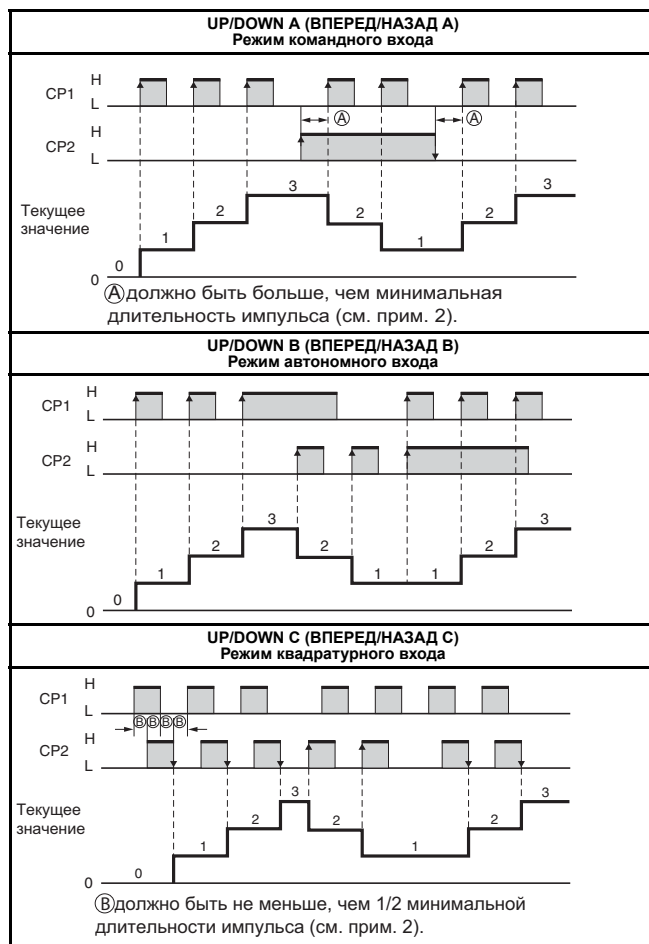 UP/DOWN A (ВПЕРЕД/НАЗАД A)
Режим командного входа
CP1
H
L
A
A
CP2
H
L
Текущее
значение
0
0
1
2
3
2
1
2
3
Ⓐ должно быть больше, чем минимальная
длительность импульса (см. прим. 2).
UP/DOWN B (ВПЕРЕД/НАЗАД B)
Режим автономного входа
CP1
H
L
CP2
H
L
Текущее
значение
0
0
1
2
3
2
1
1
2
3
UP/DOWN C (ВПЕРЕД/НАЗАД C)
Режим квадратурного входа
CP1
H
L
B B B B
CP2
H
L
Текущее
значение
0
0
1
2
3
2
1
2
3
Ⓑ должно быть не меньше, чем 1/2 минимальной
длительности импульса (см. прим. 2).